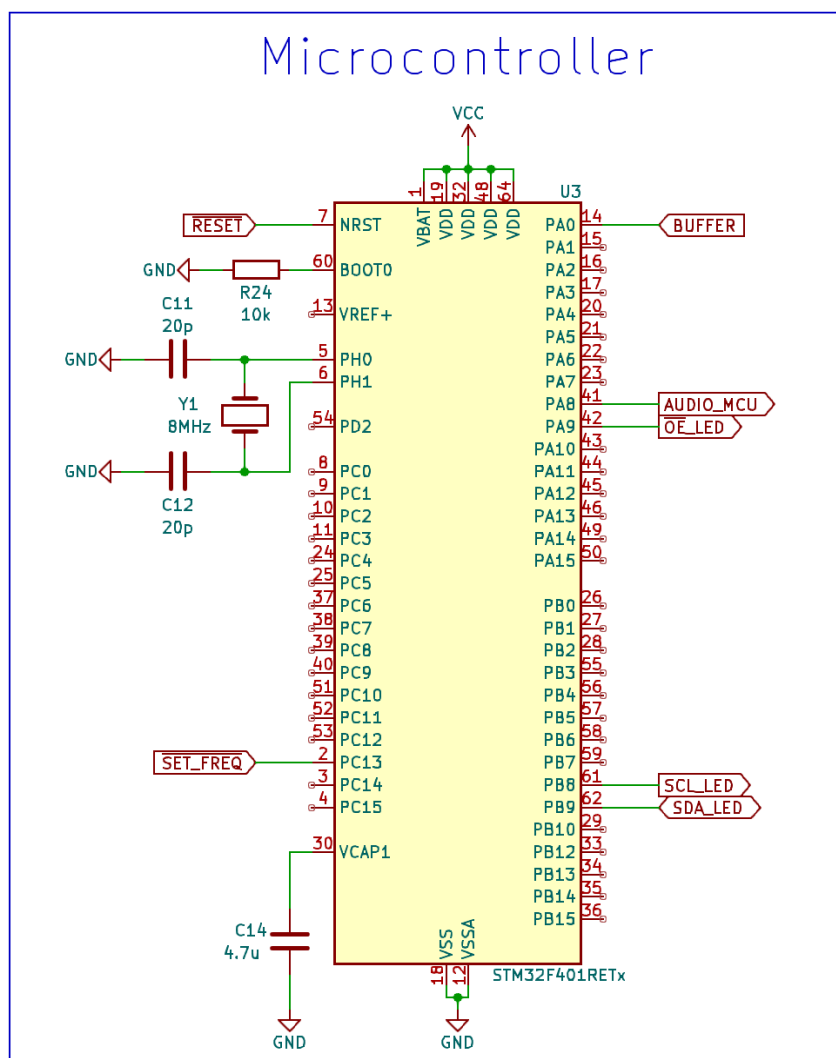 Microcontroller
VCC
U3
1 19 32 48 64
VBAT VDD VDD VDD VDD
RESET 7 NRST PA0 14 BUFFER
PA1 15
GND R24 10k 60 BOOT0 PA2 16
PA3 17
C11 20p 13 VREF+ PA4 20
PA5 21
GND 5 PH0 PA6 22
6 PH1 PA7 23
Y1 8MHz PA8 41 AUDIO_MCU
54 PD2 PA9 42 OE_LED
PA10 43
GND 8 PC0 PA11 44
9 PC1 PA12 45
C12 20p 10 PC2 PA13 46
11 PC3 PA14 49
24 PC4 PA15 50
25 PC5
37 PC6 PB0 26
38 PC7 PB1 27
39 PC8 PB2 28
40 PC9 PB3 55
51 PC10 PB4 56
52 PC11 PB5 57
53 PC12 PB6 58
SET_FREQ 2 PC13 PB7 59
3 PC14 PB8 61 SCL_LED
4 PC15 PB9 62 SDA_LED
PB10 29
30 VCAP1 PB12 33
PB13 34
PB14 35
PB15 36
C14
4.7u
VSS VSSA
18 12
STM32F401RETx
GND GND